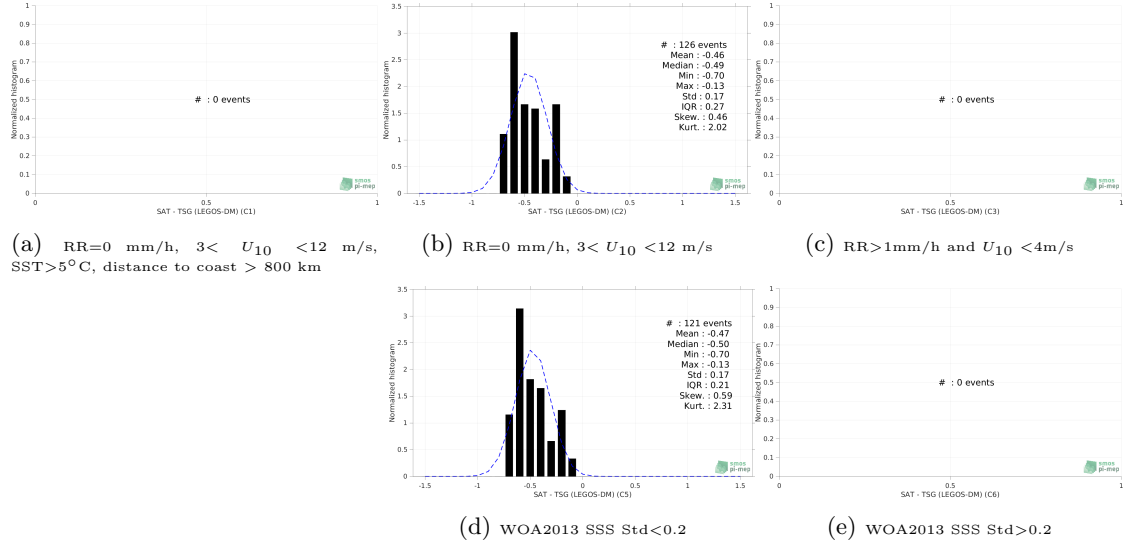 1
0.9
0.8
0.7
0.6
0.5
0.4
0.3
0.2
0.1
0
Normalized histogram
# : 0 events
smos
pi-mep
0 0.5 1
SAT - TSG (LEGOS-DM) (C1)
(a) RR=0 mm/h, 3< U10 <12 m/s,
SST>5°C, distance to coast > 800 km
3.5
3
2.5
2
1.5
1
0.5
0
Normalized histogram
# : 126 events
Mean : -0.46
Median : -0.49
Min : -0.70
Max : -0.13
Std : 0.17
IQR : 0.27
Skew. : 0.46
Kurt. : 2.02
smos
pi-mep
-1.5 -1 -0.5 0 0.5 1 1.5
SAT - TSG (LEGOS-DM) (C2)
(b) RR=0 mm/h, 3< U10 <12 m/s
1
0.9
0.8
0.7
0.6
0.5
0.4
0.3
0.2
0.1
0
Normalized histogram
# : 0 events
smos
pi-mep
0 0.5 1
SAT - TSG (LEGOS-DM) (C3)
(c) RR>1mm/h and U10 <4m/s
3.5
3
2.5
2
1.5
1
0.5
0
Normalized histogram
# : 121 events
Mean : -0.47
Median : -0.50
Min : -0.70
Max : -0.13
Std : 0.17
IQR : 0.21
Skew. : 0.59
Kurt. : 2.31
smos
pi-mep
-1.5 -1 -0.5 0 0.5 1 1.5
SAT - TSG (LEGOS-DM) (C5)
(d) WOA2013 SSS Std<0.2
1
0.9
0.8
0.7
0.6
0.5
0.4
0.3
0.2
0.1
0
Normalized histogram
# : 0 events
smos
pi-mep
0 0.5 1
SAT - TSG (LEGOS-DM) (C6)
(e) WOA2013 SSS Std>0.2